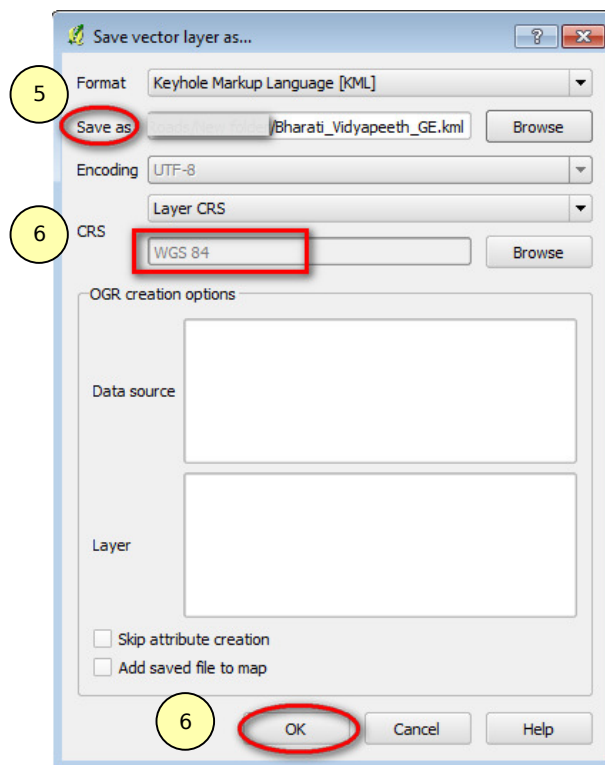 Save vector layer as...
5
Format Keyhole Markup Language [KML]
Save as /Bharati_Vidyapeeth_GE.kml Browse
Encoding UTF-8
Layer CRS
6
CRS
WGS 84 Browse
OGR creation options
Data source
Layer
Skip attribute creation
Add saved file to map
6
OK Cancel Help